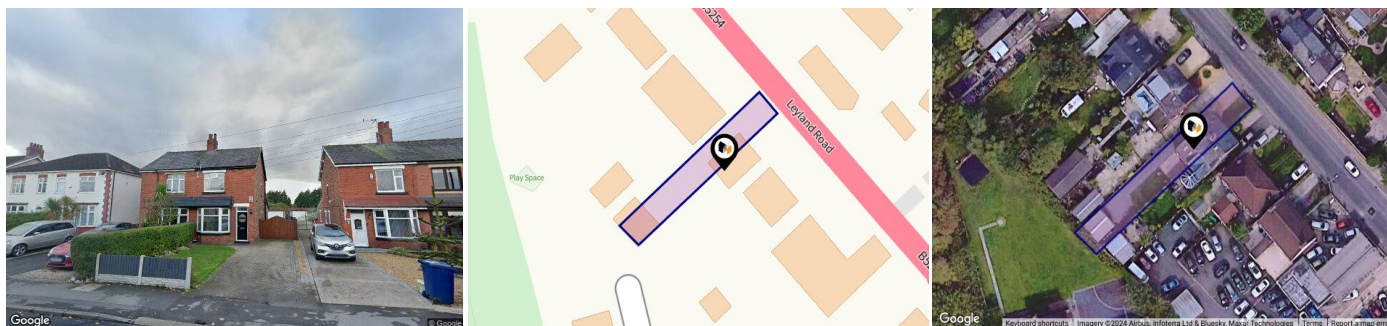 Google
© Google
B5254
Leyland Road
Play Space
B5
Google
Keyboard shortcuts
Imagery ©2024 Airbus, Infoterra Ltd & Bluesky, Maxar Technologies
Terms
Report a map err